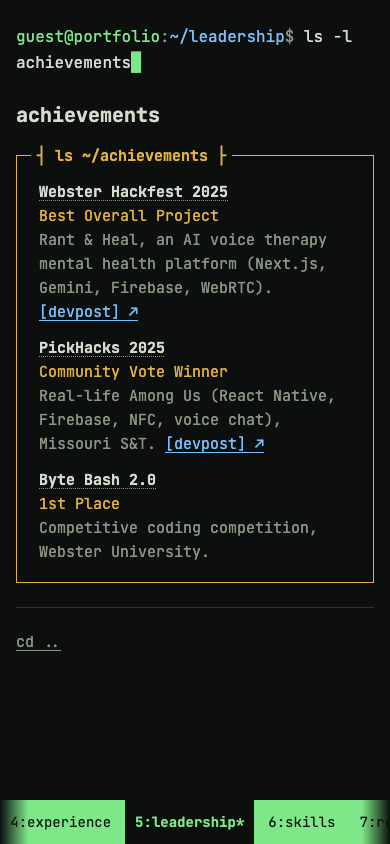 guest@portfolio:~/leadership$ ls -l
achievements
achievements
┤ ls ~/achievements ├
Webster Hackfest 2025
Best Overall Project
Rant & Heal, an AI voice therapy
mental health platform (Next.js,
Gemini, Firebase, WebRTC).
[devpost] ↗
PickHacks 2025
Community Vote Winner
Real-life Among Us (React Native,
Firebase, NFC, voice chat),
Missouri S&T. [devpost] ↗
Byte Bash 2.0
1st Place
Competitive coding competition,
Webster University.
cd ..
4:experience 5:leadership* 6:skills